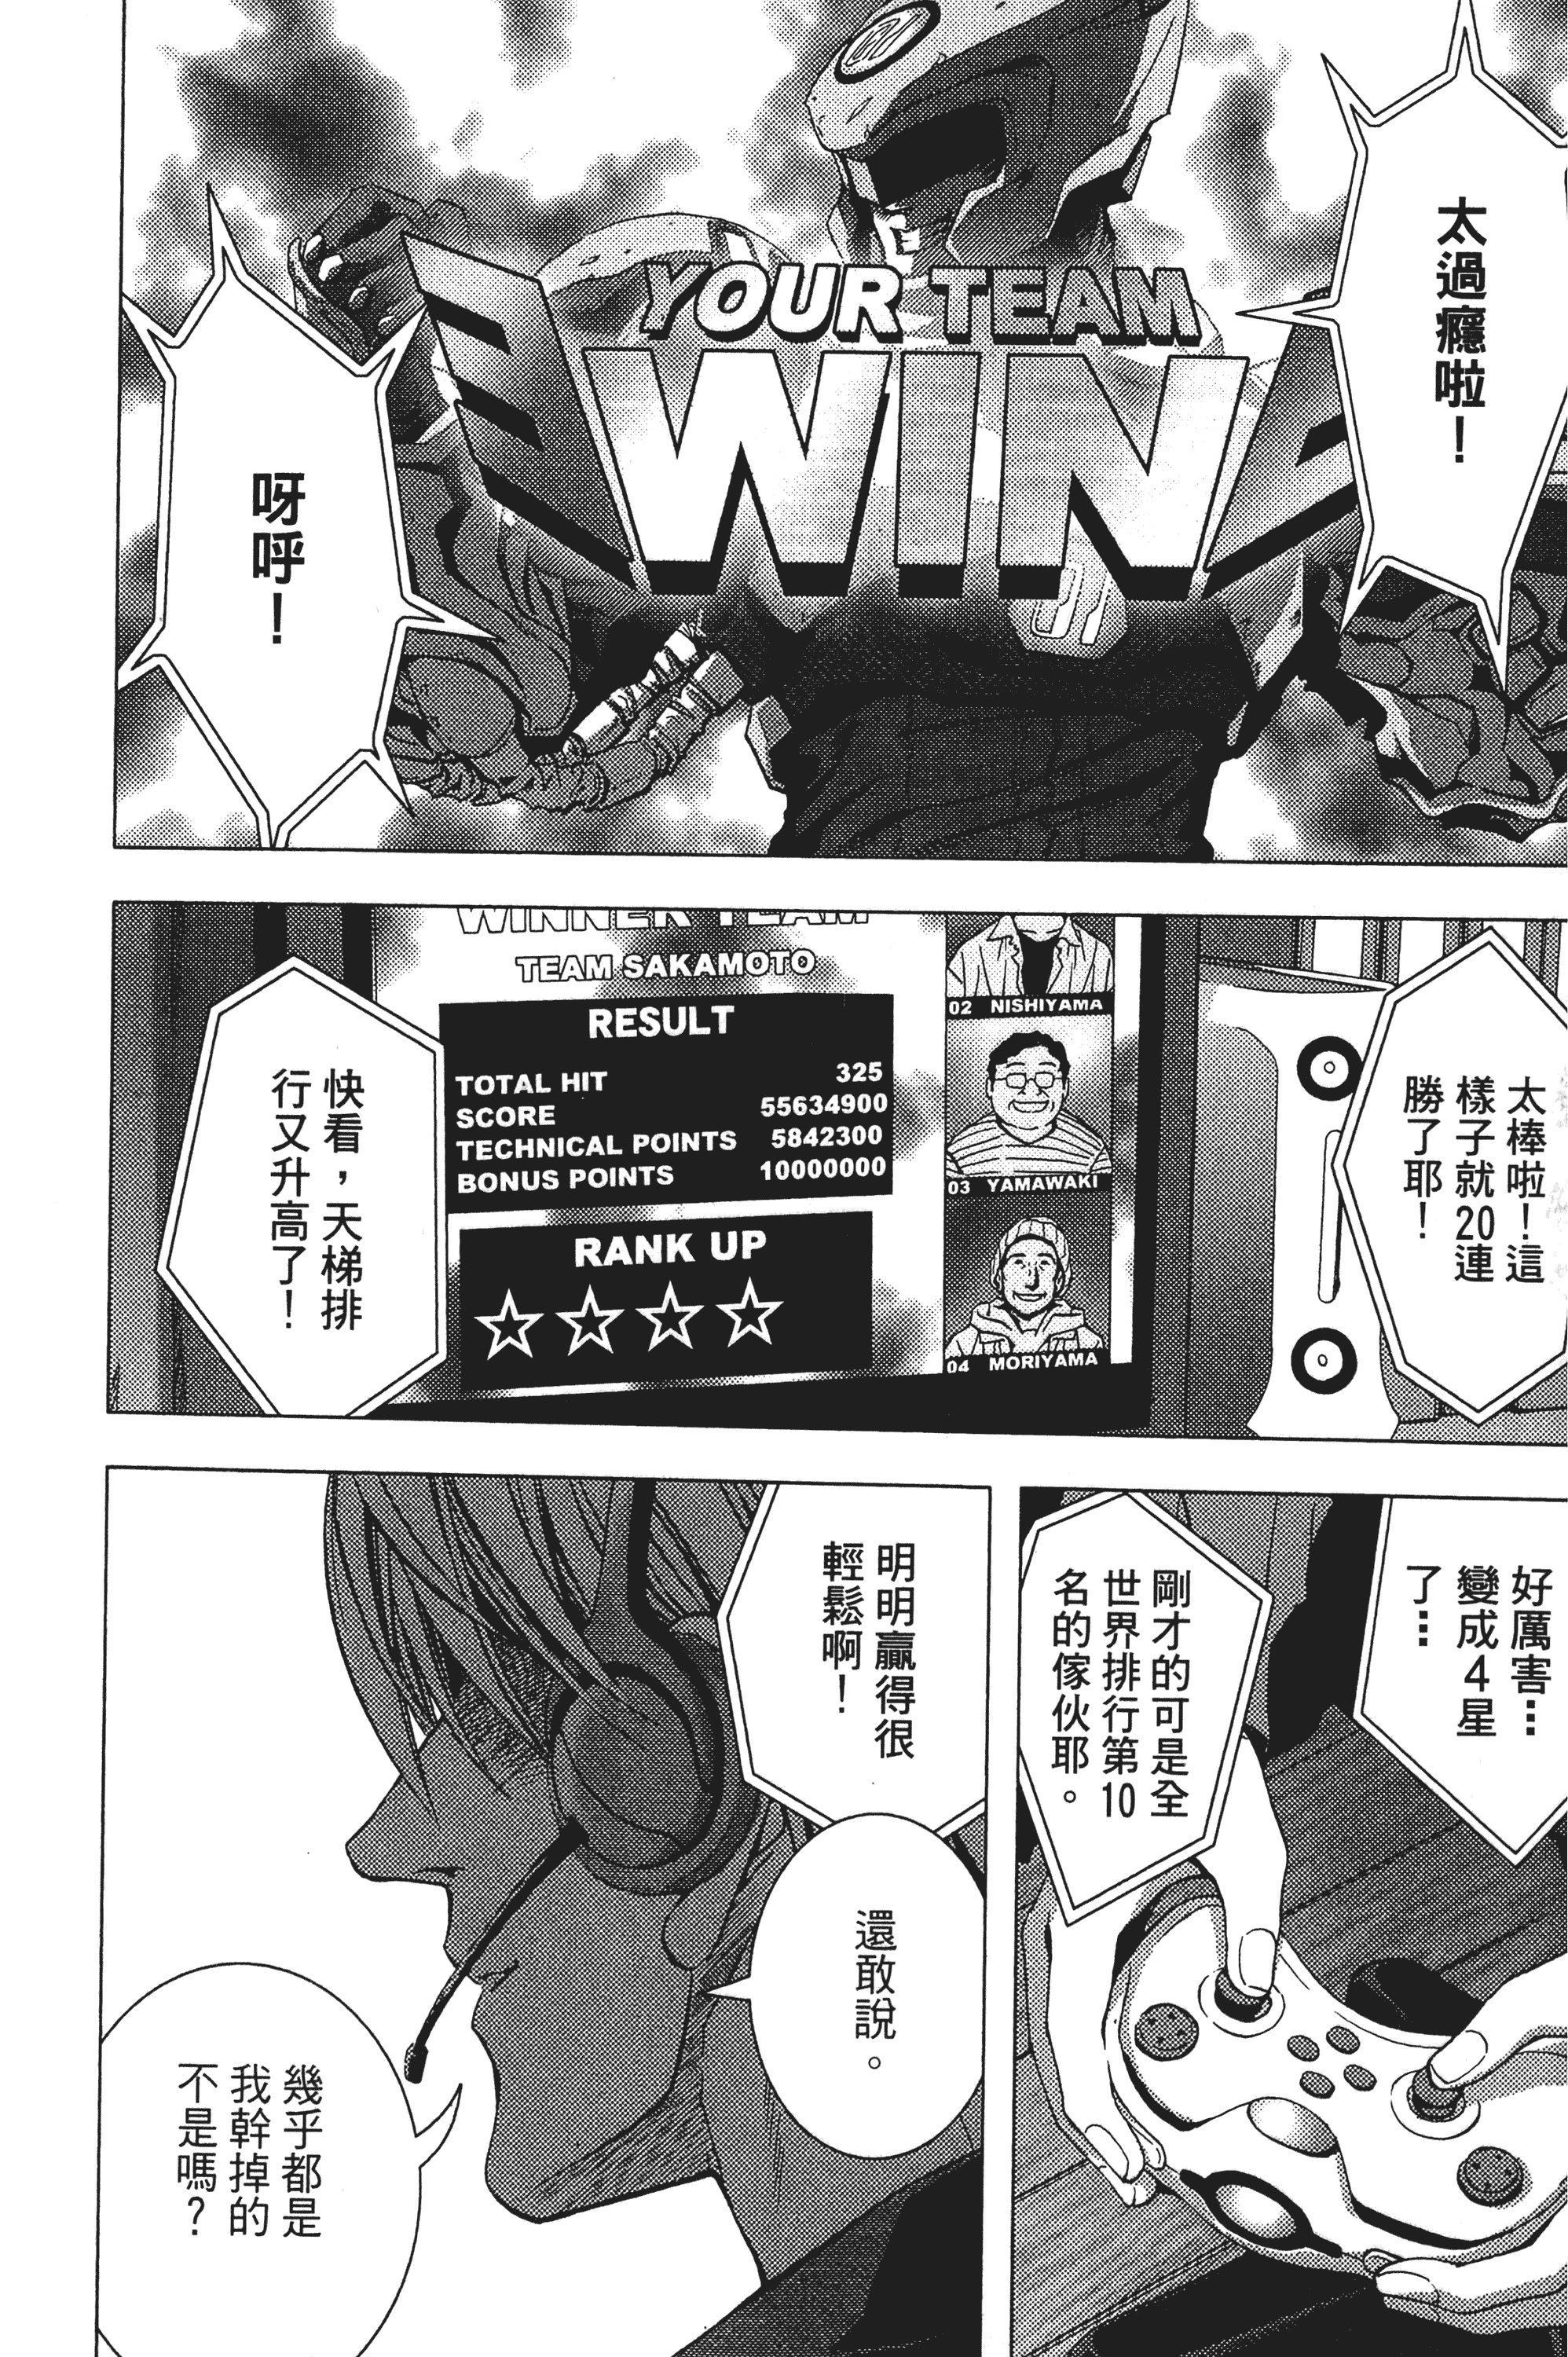 太過癮啦！
YOUR TEAM
WIN
呀呼！
太棒啦！這
樣子就20連
勝了耶！
WINNER TEAM
TEAM SAKAMOTO
RESULT
TOTAL HIT 325
SCORE 55634900
TECHNICAL POINTS 5842300
BONUS POINTS 10000000
RANK UP
☆☆☆☆
02 NISHIYAMA
03 YAMAWAKI
04 MORIYAMA
快看，天梯排
行又升高了！
好厲害…
變成4星
了…
剛才的可是全
世界排行第10
名的傢伙耶。
明明贏得很
輕鬆啊！
還敢說。
幾乎都是
我幹掉的
不是嗎？